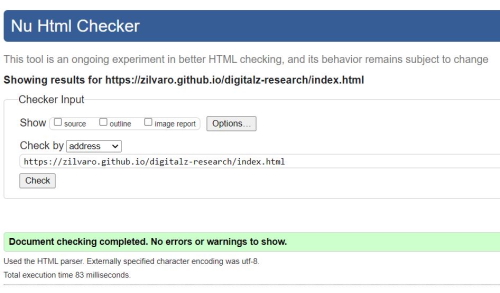 Nu Html Checker
This tool is an ongoing experiment in better HTML checking, and its behavior remains subject to change
Showing results for https://zilvaro.github.io/digitalz-research/index.html
Checker Input
Show source outline image report Options...
Check by address
https://zilvaro.github.io/digitalz-research/index.html
Check
Document checking completed. No errors or warnings to show.
Used the HTML parser. Externally specified character encoding was utf-8.
Total execution time 83 milliseconds.